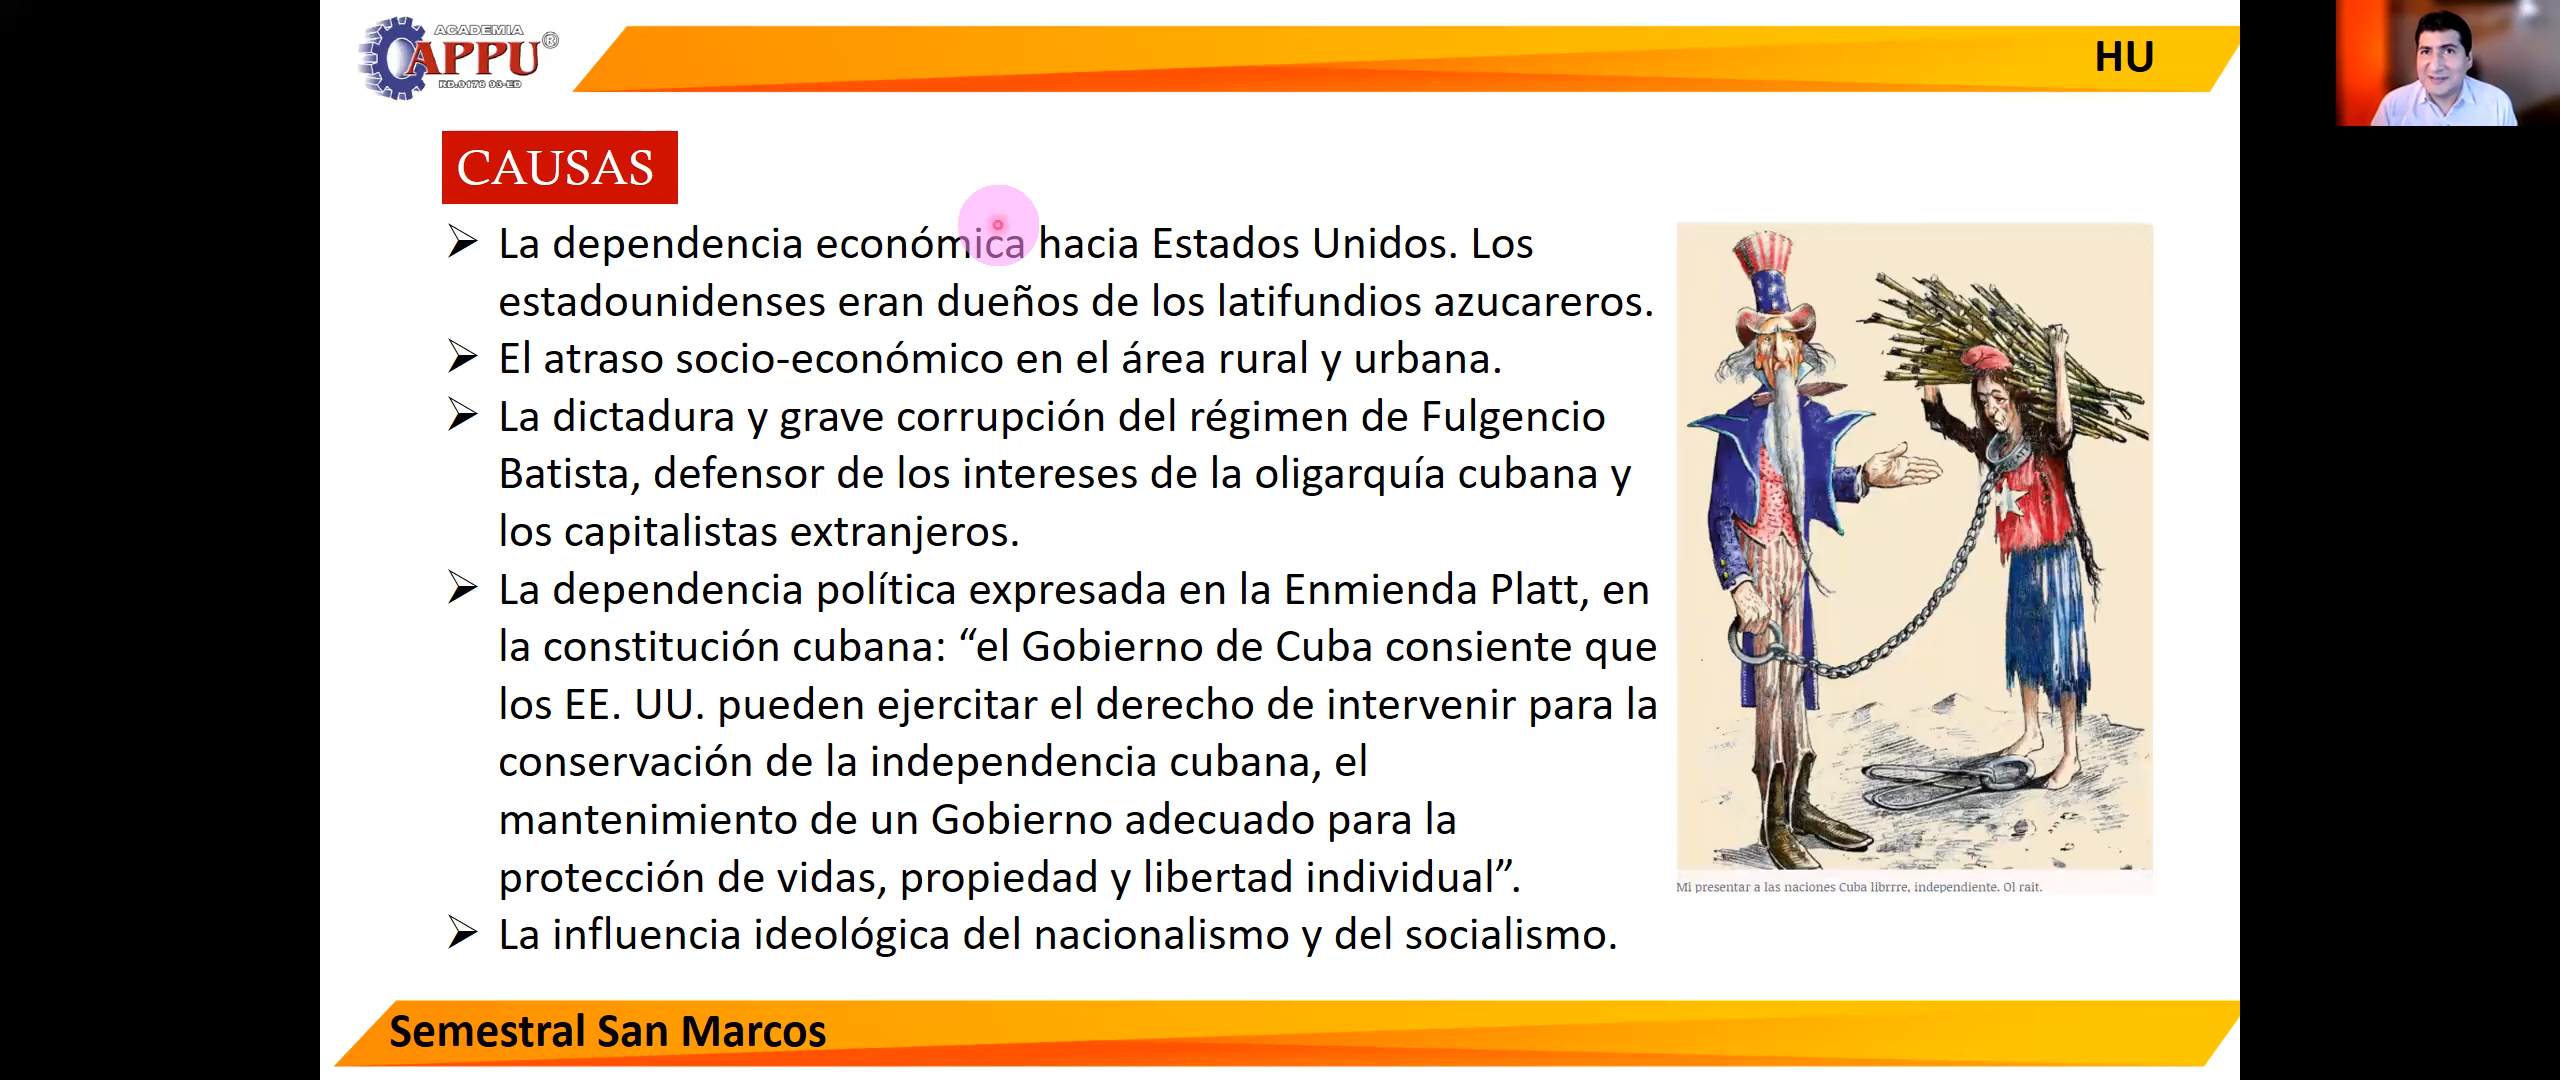 ACADEMIA
APPU®
RD.0178 93-ED
HU
CAUSAS
➢ La dependencia económica hacia Estados Unidos. Los
estadounidenses eran dueños de los latifundios azucareros.
➢ El atraso socio-económico en el área rural y urbana.
➢ La dictadura y grave corrupción del régimen de Fulgencio
Batista, defensor de los intereses de la oligarquía cubana y
los capitalistas extranjeros.
➢ La dependencia política expresada en la Enmienda Platt, en
la constitución cubana: “el Gobierno de Cuba consiente que
los EE. UU. pueden ejercitar el derecho de intervenir para la
conservación de la independencia cubana, el
mantenimiento de un Gobierno adecuado para la
protección de vidas, propiedad y libertad individual”.
➢ La influencia ideológica del nacionalismo y del socialismo.
Mi presentar a las naciones Cuba librrre, independiente. Ol rait.
Semestral San Marcos